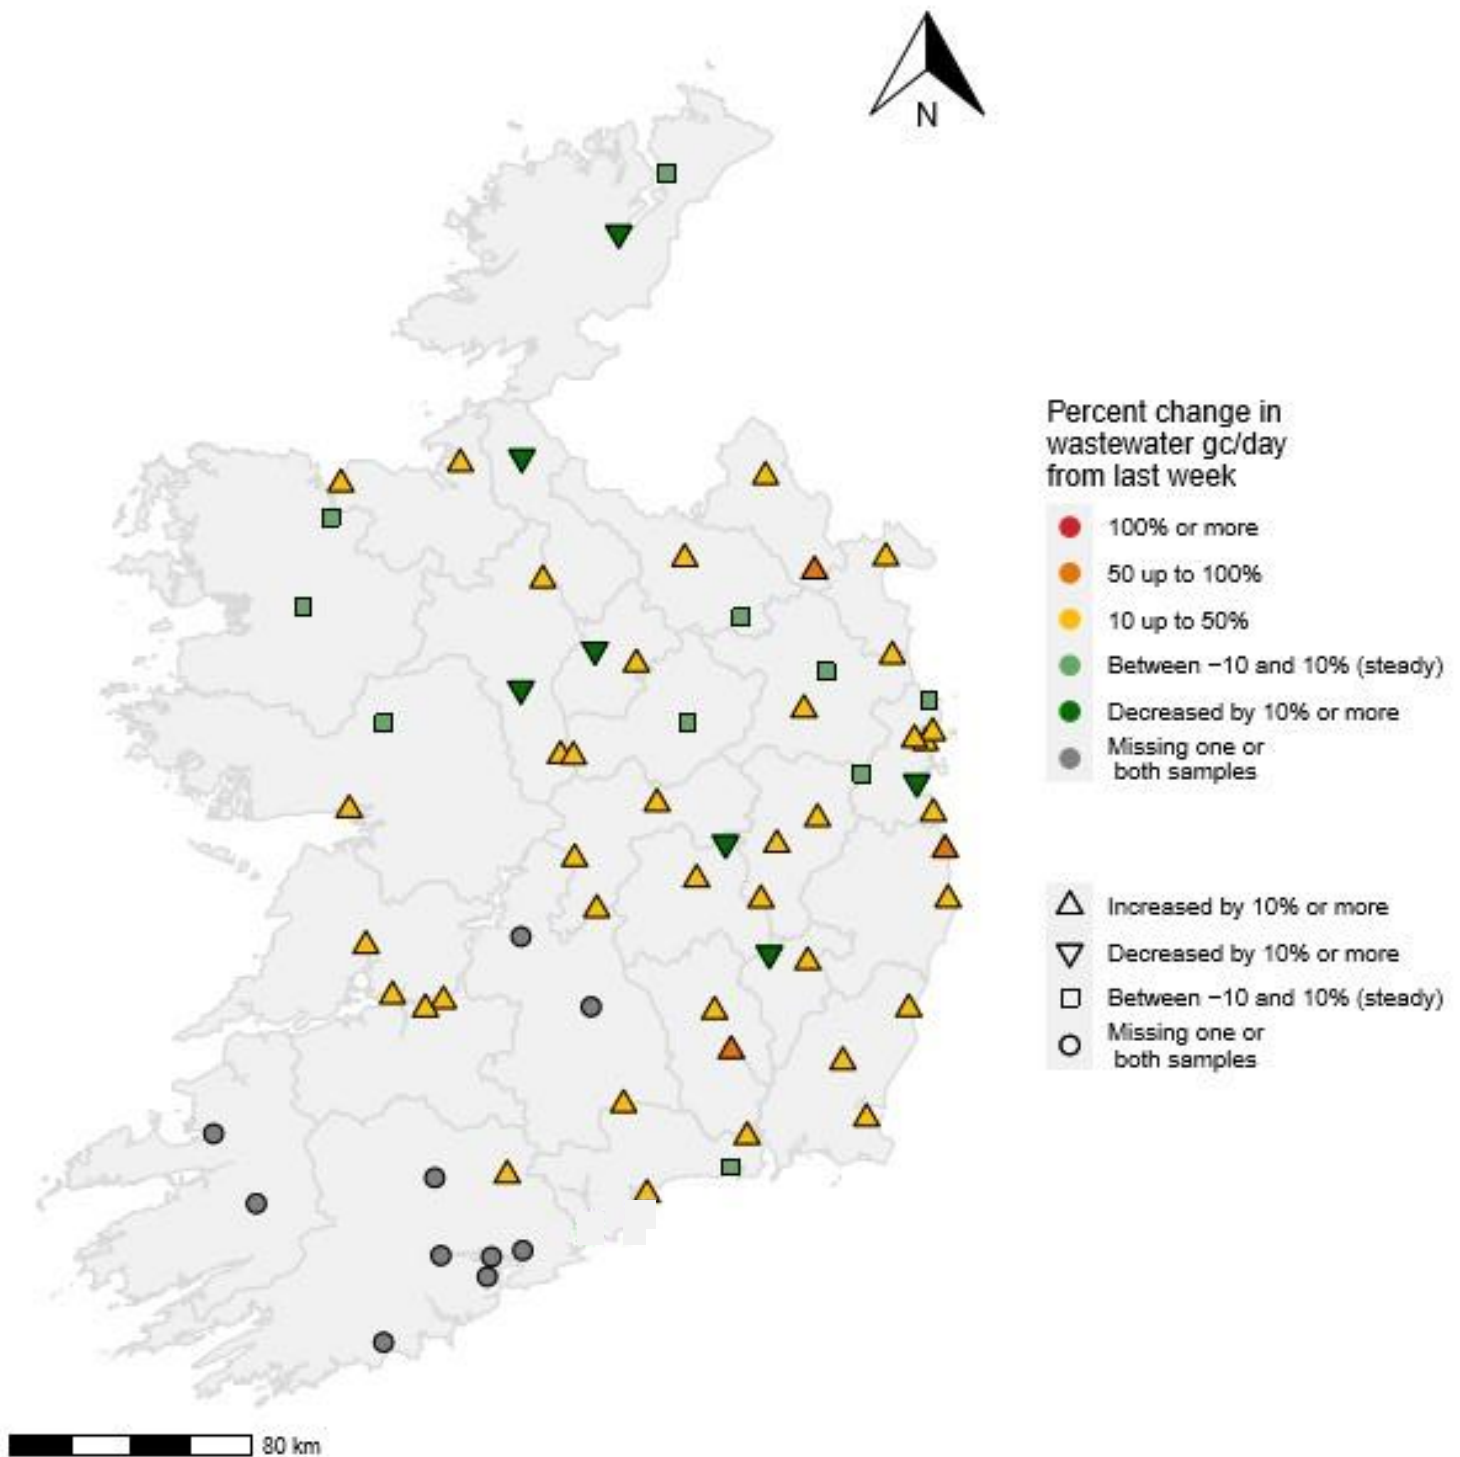 N
Percent change in
wastewater gc/day
from last week
100% or more
50 up to 100%
10 up to 50%
Between −10 and 10% (steady)
Decreased by 10% or more
Missing one or
both samples
Increased by 10% or more
Decreased by 10% or more
Between −10 and 10% (steady)
Missing one or
both samples
80 km